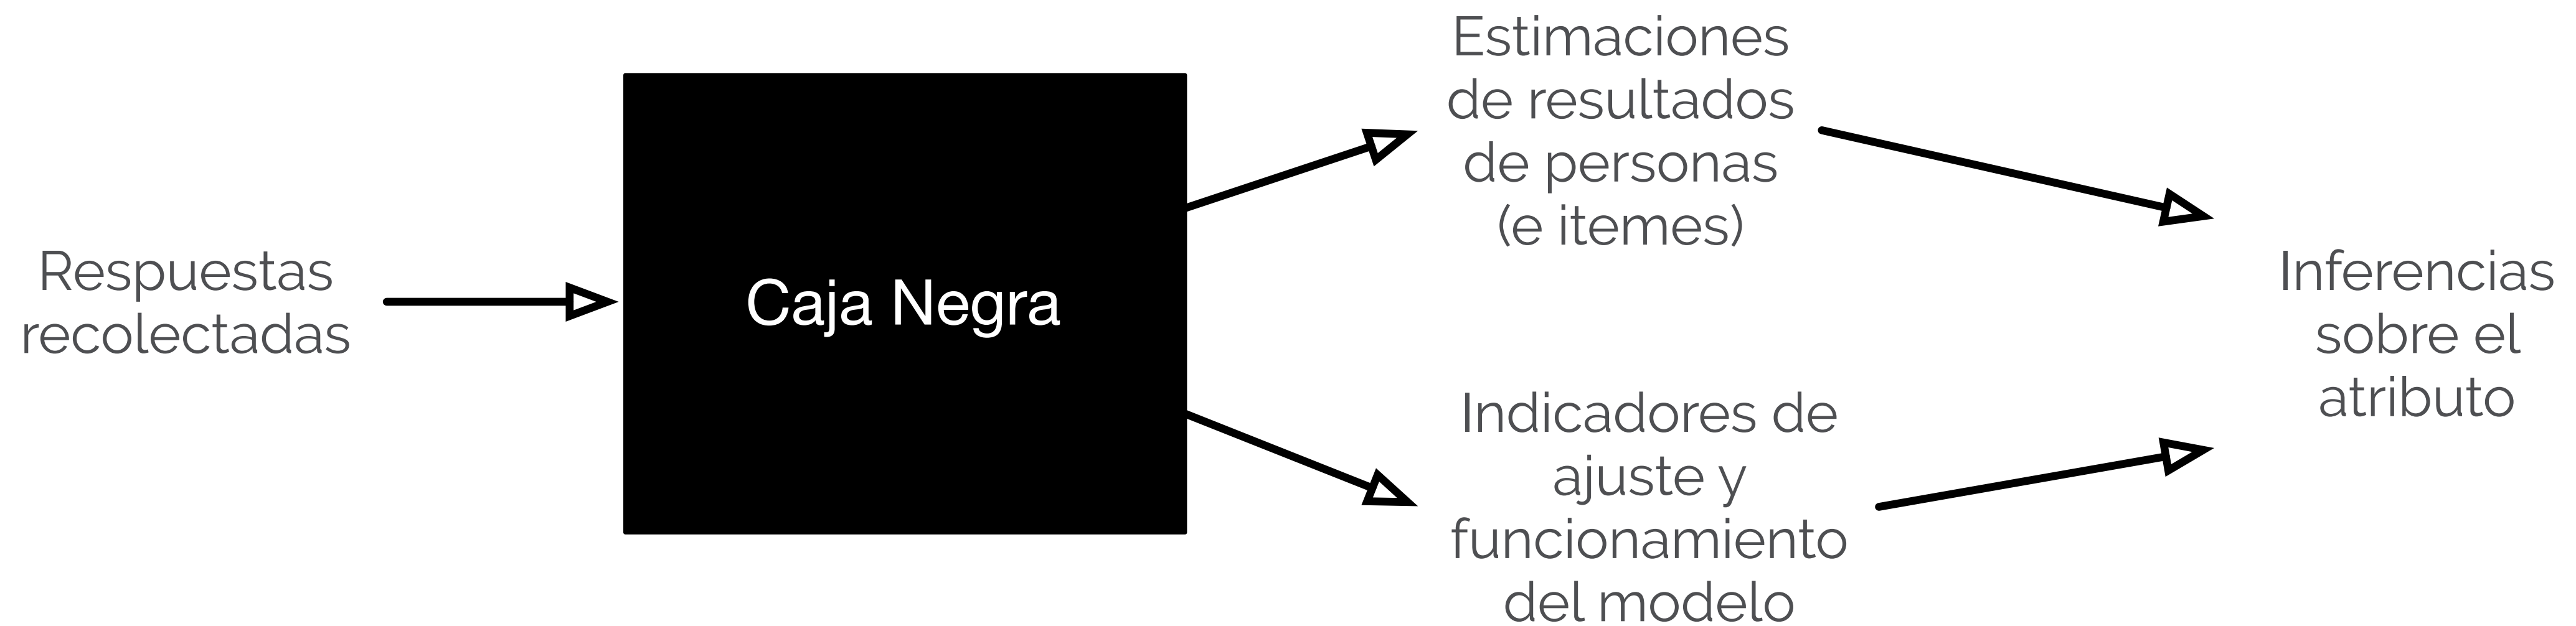 Respuestas
recolectadas
Caja Negra
Estimaciones
de resultados
de personas
(e itemes)
Indicadores de
ajuste y
funcionamiento
del modelo
Inferencias
sobre el
atributo